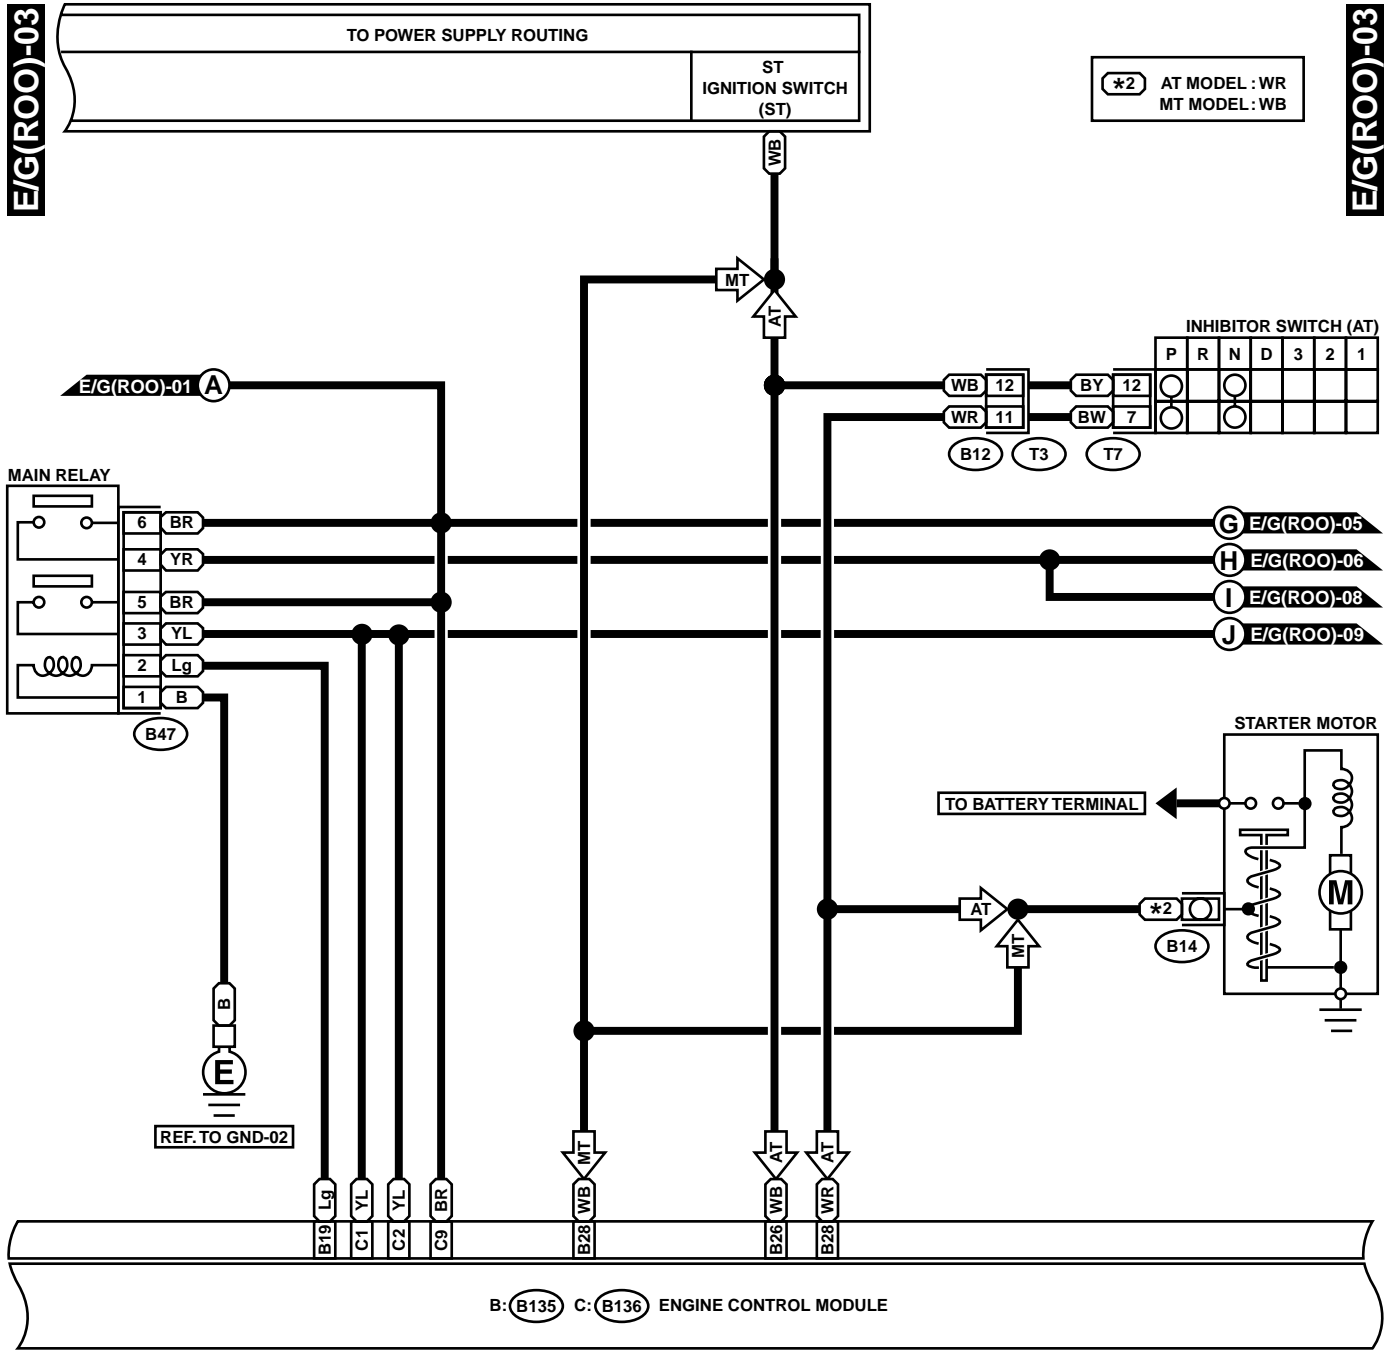 E/G(ROO)-03
E/G(ROO)-03
TO POWER SUPPLY ROUTING
ST
IGNITION SWITCH
(ST)
*2 AT MODEL : WR
MT MODEL : WB
WB
MT
AT
INHIBITOR SWITCH (AT)
P R N D 3 2 1
E/G(ROO)-01 A
WB 12 BY 12
WR 11 BW 7
B12 T3 T7
MAIN RELAY
6 BR
G E/G(ROO)-05
4 YR
H E/G(ROO)-06
5 BR
I E/G(ROO)-08
3 YL
J E/G(ROO)-09
2 Lg
1 B
B47
STARTER MOTOR
TO BATTERY TERMINAL
M
AT
*2
MT
B14
B
E
REF. TO GND-02
MT AT AT
Lg YL YL BR WB WB WR
B19 C1 C2 C9 B28 B26 B28
B: B135 C: B136 ENGINE CONTROL MODULE